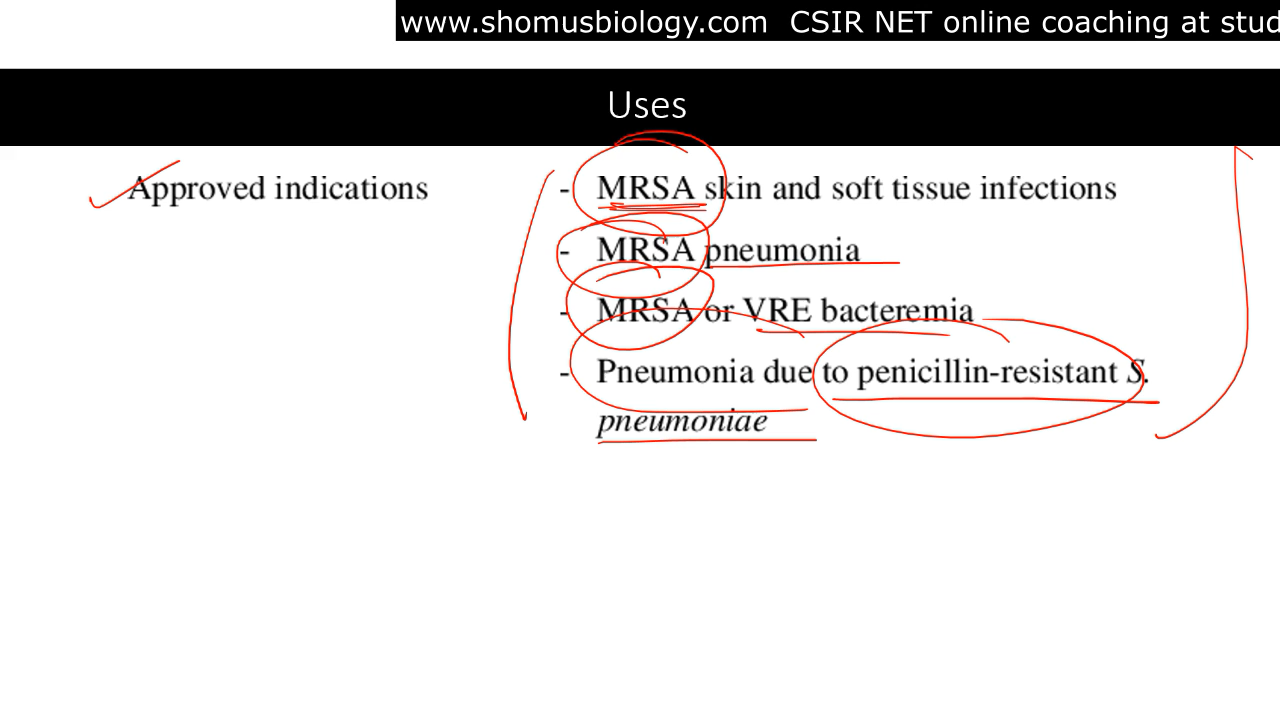 www.shomusbiology.com CSIR NET online coaching at stud
Uses
Approved indications
- MRSA skin and soft tissue infections
- MRSA pneumonia
- MRSA or VRE bacteremia
- Pneumonia due to penicillin-resistant S.
pneumoniae